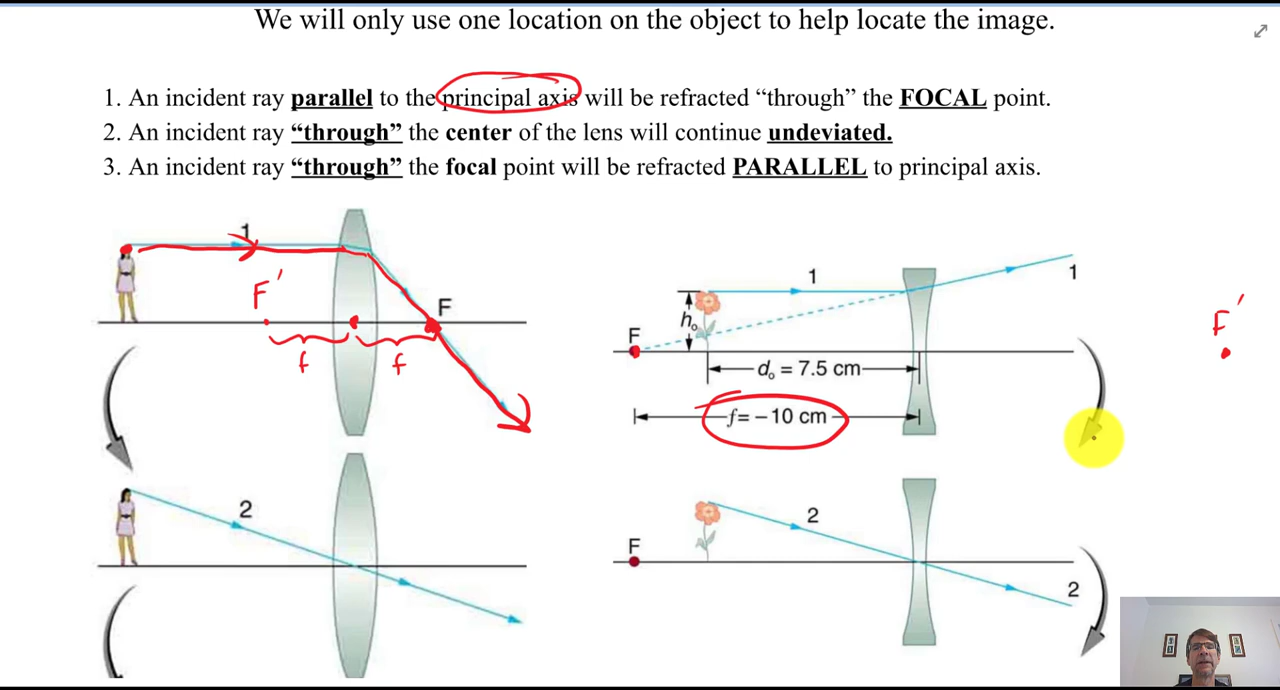 We will only use one location on the object to help locate the image.
1. An incident ray parallel to the principal axis will be refracted “through” the FOCAL point.
2. An incident ray “through” the center of the lens will continue undeviated.
3. An incident ray “through” the focal point will be refracted PARALLEL to principal axis.
1
F'
F
f
f
1
1
F
hₒ
F'
dₒ = 7.5 cm
f = – 10 cm
2
2
F
2